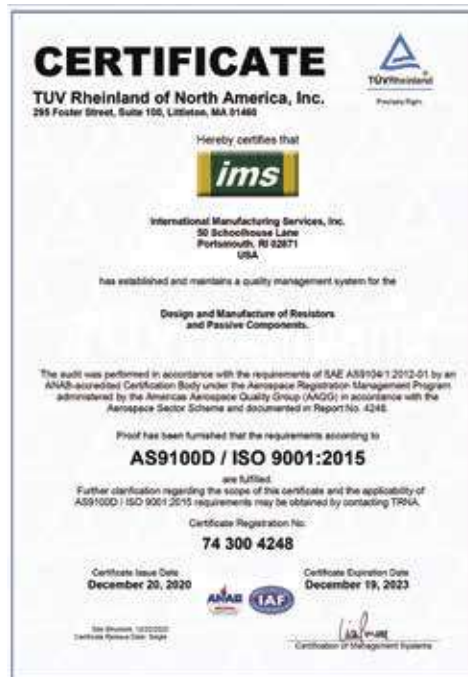 CERTIFICATE
TÜVRheinland
Precisely Right.
TUV Rheinland of North America, Inc.
295 Foster Street, Suite 100, Littleton, MA 01460
Hereby certifies that
ims
International Manufacturing Services, Inc.
50 Schoolhouse Lane
Portsmouth, RI 02871
USA
has established and maintains a quality management system for the
Design and Manufacture of Resistors
and Passive Components.
The audit was performed in accordance with the requirements of SAE AS9104/1:2012-01 by an
ANAB-accredited Certification Body under the Aerospace Registration Management Program
administered by the Americas Aerospace Quality Group (AAQG) in accordance with the
Aerospace Sector Scheme and documented in Report No. 4248.
Proof has been furnished that the requirements according to
AS9100D / ISO 9001:2015
are fulfilled.
Further clarification regarding the scope of this certificate and the applicability of
AS9100D / ISO 9001:2015 requirements may be obtained by contacting TRNA.
Certificate Registration No.
74 300 4248
Certificate Issue Date
December 20, 2020
Certificate Expiration Date
December 19, 2023
ANAB
IAF
Certificate Date
Certification of Management Systems